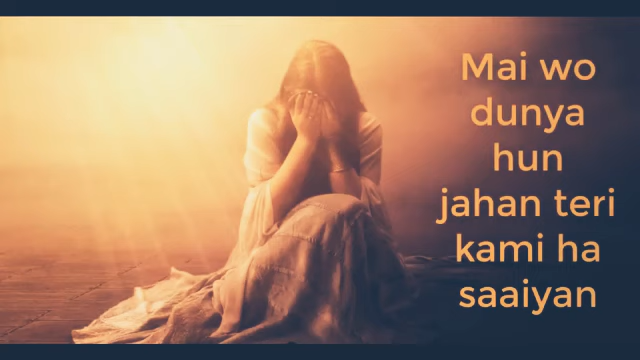 Mai wo
dunya
hun
jahan teri
kami ha
saaiyan